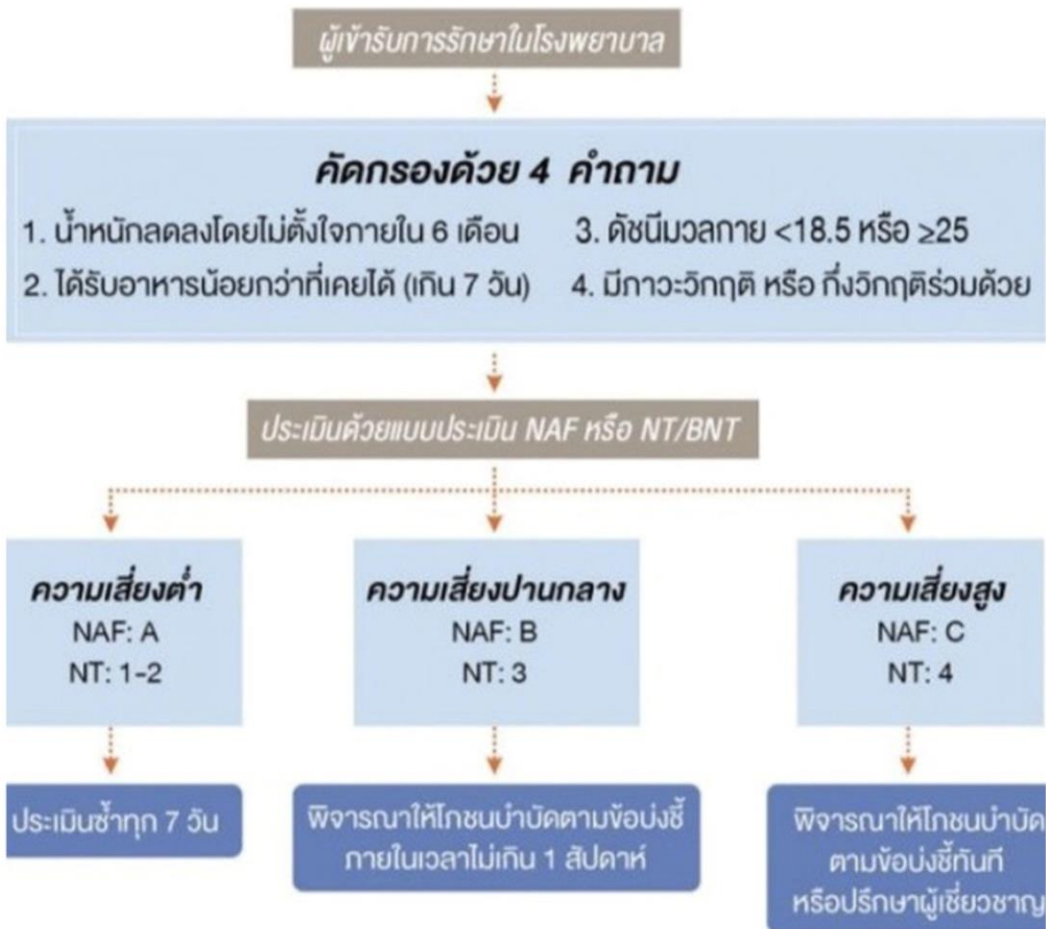 ผู้เข้ารับการรักษาในโรงพยาบาล
คัดกรองด้วย 4 คำถาม
1. น้ำหนักลดลงโดยไม่ตั้งใจภายใน 6 เดือน
2. ได้รับอาหารน้อยกว่าที่เคยได้ (เกิน 7 วัน)
3. ดัชนีมวลกาย <18.5 หรือ ≥25
4. มีภาวะวิกฤติ หรือ กึ่งวิกฤติร่วมด้วย
ประเมินด้วยแบบประเมิน NAF หรือ NT/BNT
ความเสี่ยงต่ำ
NAF: A
NT: 1-2
ประเมินซ้ำทุก 7 วัน
ความเสี่ยงปานกลาง
NAF: B
NT: 3
พิจารณาให้โภชนบำบัดตามข้อบ่งชี้
ภายในเวลาไม่เกิน 1 สัปดาห์
ความเสี่ยงสูง
NAF: C
NT: 4
พิจารณาให้โภชนบำบัด
ตามข้อบ่งชี้ทันที
หรือปรึกษาผู้เชี่ยวชาญ